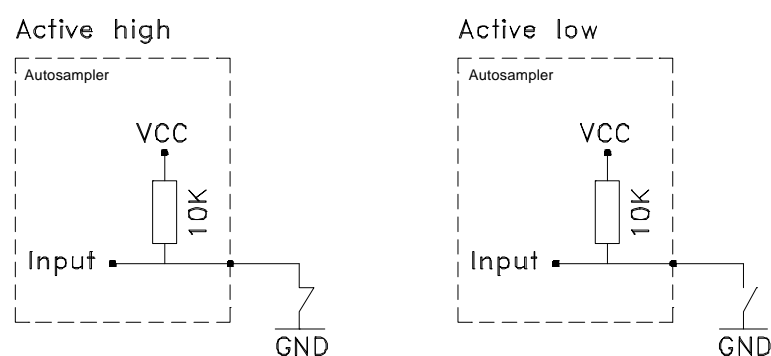 Active high
Autosampler
VCC
10K
Input
GND
Active low
Autosampler
VCC
10K
Input
GND